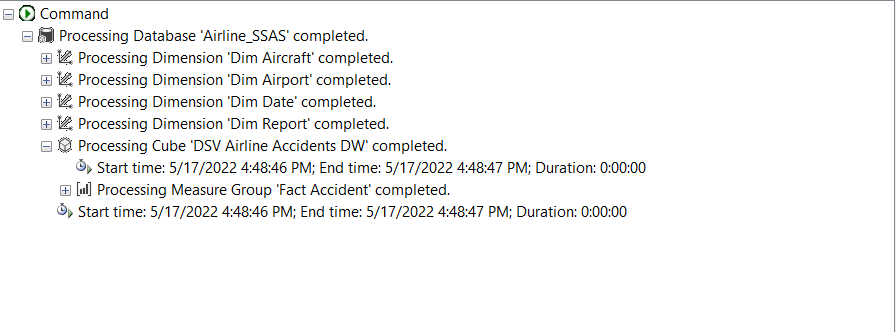 Command
Processing Database 'Airline_SSAS' completed.
Processing Dimension 'Dim Aircraft' completed.
Processing Dimension 'Dim Airport' completed.
Processing Dimension 'Dim Date' completed.
Processing Dimension 'Dim Report' completed.
Processing Cube 'DSV Airline Accidents DW' completed.
Start time: 5/17/2022 4:48:46 PM; End time: 5/17/2022 4:48:47 PM; Duration: 0:00:00
Processing Measure Group 'Fact Accident' completed.
Start time: 5/17/2022 4:48:46 PM; End time: 5/17/2022 4:48:47 PM; Duration: 0:00:00